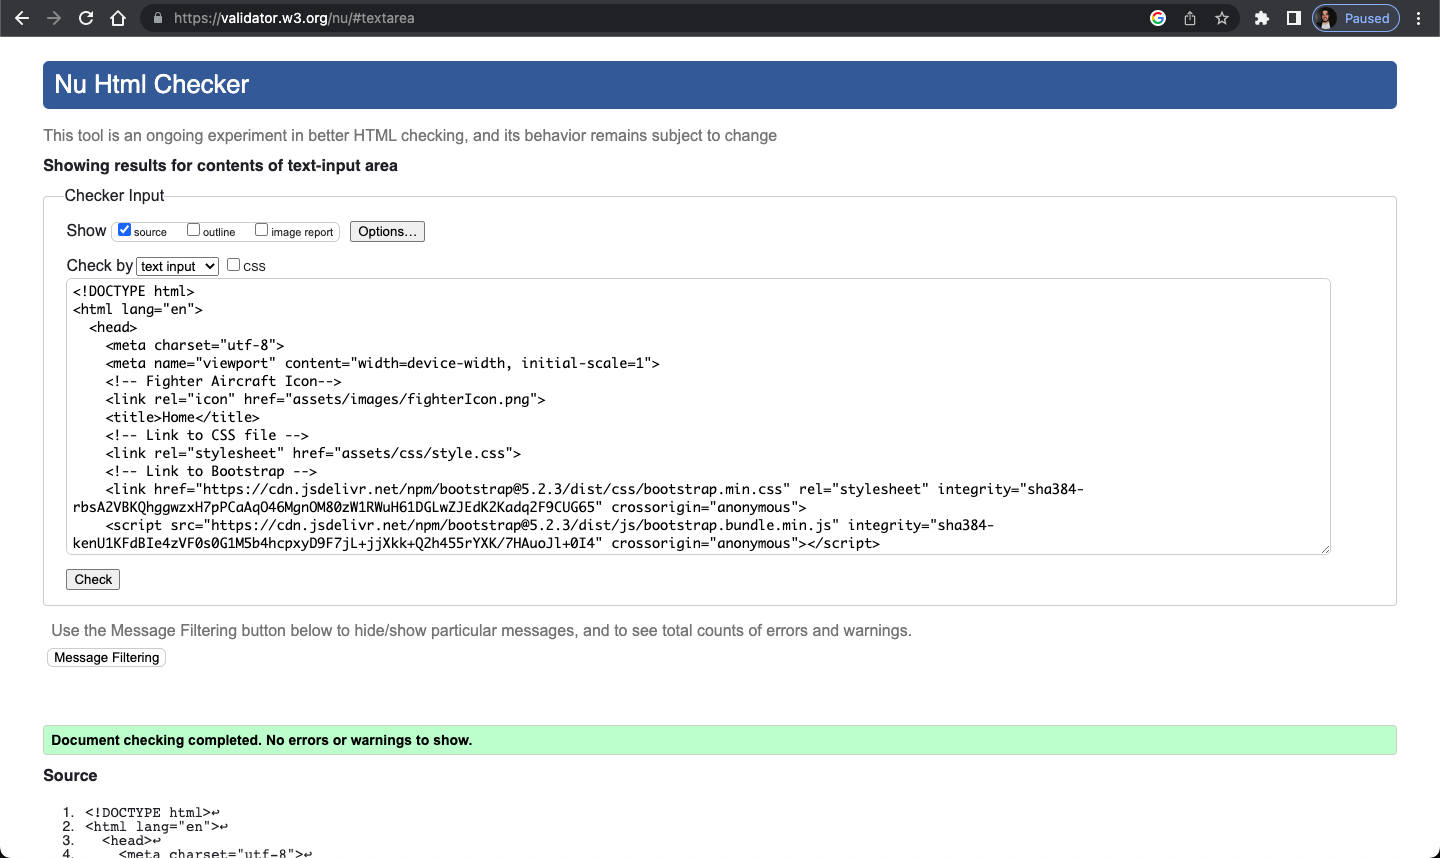 https://validator.w3.org/nu/#textarea
Paused
Nu Html Checker
This tool is an ongoing experiment in better HTML checking, and its behavior remains subject to change
Showing results for contents of text-input area
Checker Input
Show source outline image report Options...
Check by text input css
<!DOCTYPE html>
<html lang="en">
  <head>
    <meta charset="utf-8">
    <meta name="viewport" content="width=device-width, initial-scale=1">
    <!-- Fighter Aircraft Icon-->
    <link rel="icon" href="assets/images/fighterIcon.png">
    <title>Home</title>
    <!-- Link to CSS file -->
    <link rel="stylesheet" href="assets/css/style.css">
    <!-- Link to Bootstrap -->
    <link href="https://cdn.jsdelivr.net/npm/bootstrap@5.2.3/dist/css/bootstrap.min.css" rel="stylesheet" integrity="sha384-
rbsA2VBKQhggwzxH7pPCaAqO46MgnOM80zW1RWuH61DGLwZJEdK2Kadq2F9CUG65" crossorigin="anonymous">
    <script src="https://cdn.jsdelivr.net/npm/bootstrap@5.2.3/dist/js/bootstrap.bundle.min.js" integrity="sha384-
kenU1KFdBIe4zVF0s0G1M5b4hcpxyD9F7jL+jjXkk+Q2h455rYXK/7HAuoJl+0I4" crossorigin="anonymous"></script>
Check
Use the Message Filtering button below to hide/show particular messages, and to see total counts of errors and warnings.
Message Filtering
Document checking completed. No errors or warnings to show.
Source
1. <!DOCTYPE html>↩
2. <html lang="en">↩
3.   <head>↩
4.     <meta charset="utf-8">↩